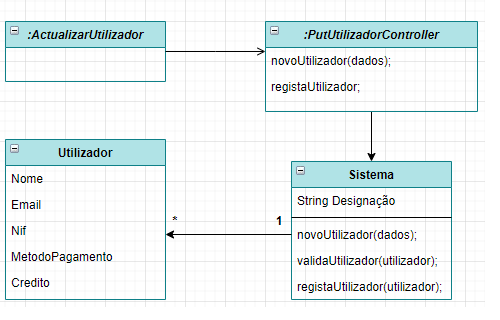 :ActualizarUtilizador
:PutUtilizadorController
novoUtilizador(dados);
registaUtilizador;
Utilizador
Nome
Email
Nif
MetodoPagamento
Credito
* 1
Sistema
String Designação
novoUtilizador(dados);
validaUtilizador(utilizador);
registaUtilizador(utilizador);